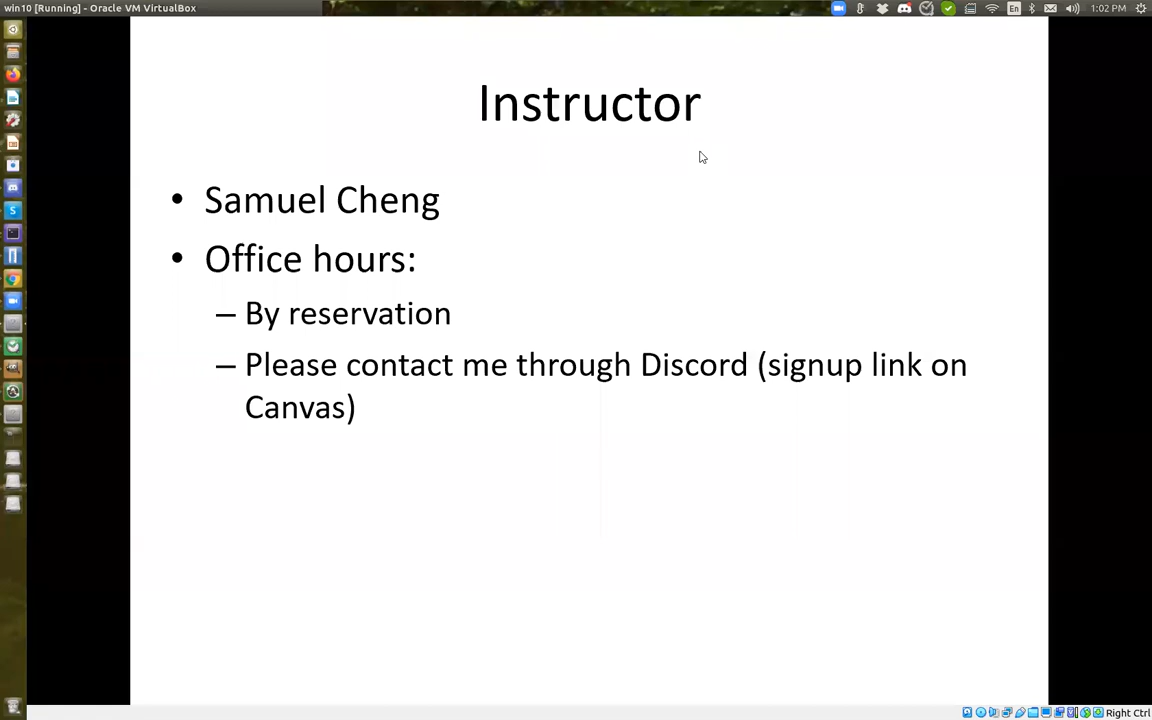 win10 [Running] - Oracle VM VirtualBox
En
1:02 PM
Instructor
• Samuel Cheng
• Office hours:
– By reservation
– Please contact me through Discord (signup link on
Canvas)
Right Ctrl